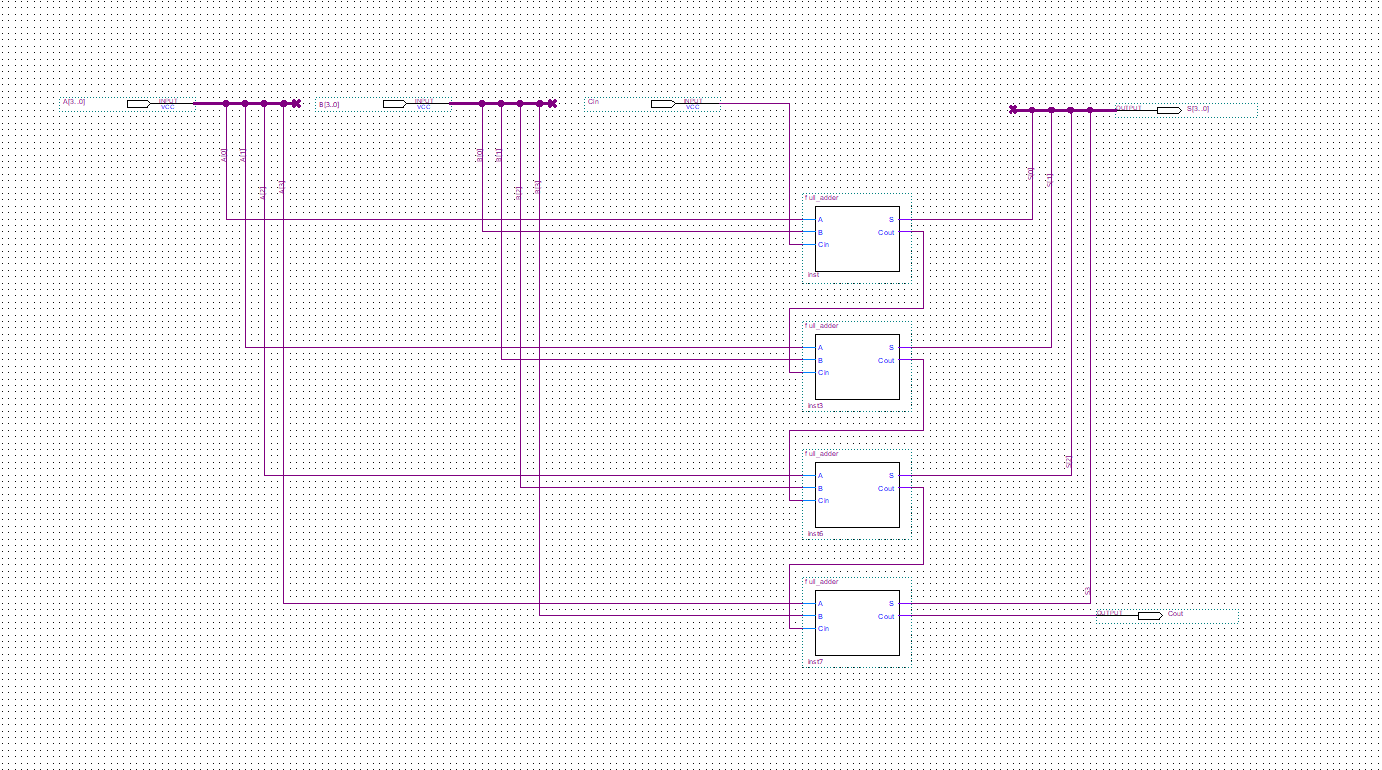 A[3..0] INPUT VCC B[3..0] INPUT VCC Cin INPUT VCC OUTPUT S[3..0]
A[0] A[1] B[0] B[1] S[0] S[1]
A[2] A[3] B[2] B[3]
full_adder
A S
B Cout
Cin
inst
full_adder
A S
B Cout
Cin
inst3
full_adder
S[2]
A S
B Cout
Cin
inst6
full_adder
S3
A S
B Cout OUTPUT Cout
Cin
inst7